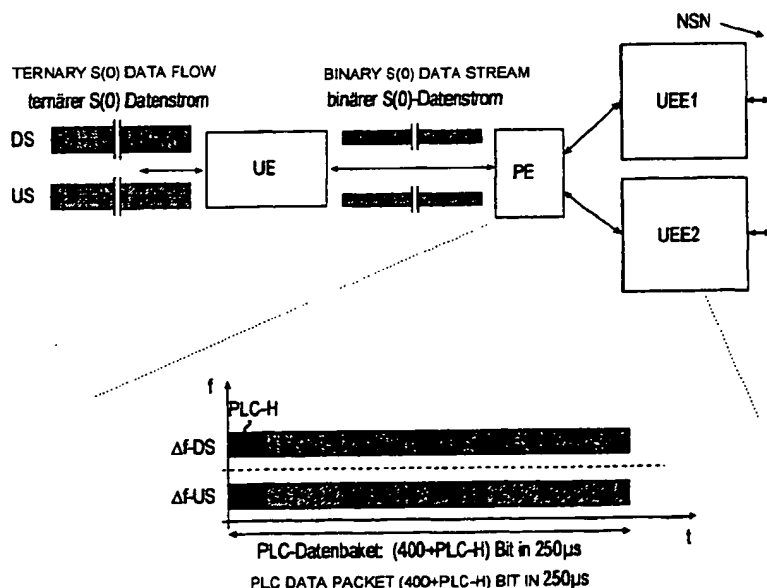 NSN
TERNARY S(0) DATA FLOW
ternärer S(0) Datenstrom
BINARY S(0) DATA STREAM
binärer S(0)-Datenstrom
DS
US
UE
PE
UEE1
UEE2
f
PLC-H
Δf-DS
Δf-US
t
PLC-Datenbaket: (400+PLC-H) Bit in 250µs
PLC DATA PACKET (400+PLC-H) BIT IN 250µs